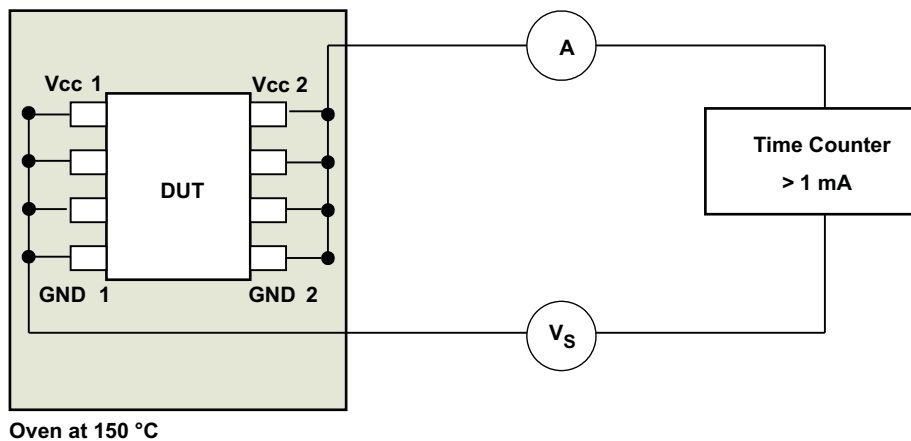 A
Vcc 1
Vcc 2
Time Counter
> 1 mA
DUT
GND 1
GND 2
VS
Oven at 150 °C